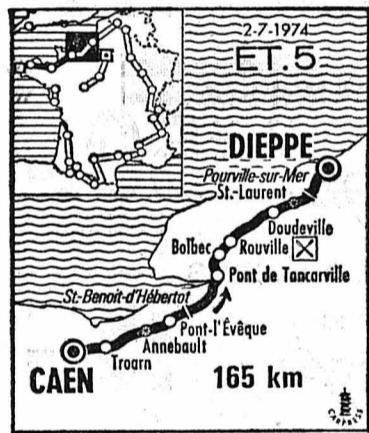 2-7-1974
ET.5
DIEPPE
Pourville-sur-Mer
St.-Laurent
Doudeville
Bolbec
Rouville
Pont de Tancarville
St.-Benoit-d'Hébertot
Pont-l'Évêque
Annebault
Troarn
CAEN
165 km
CARPRESS